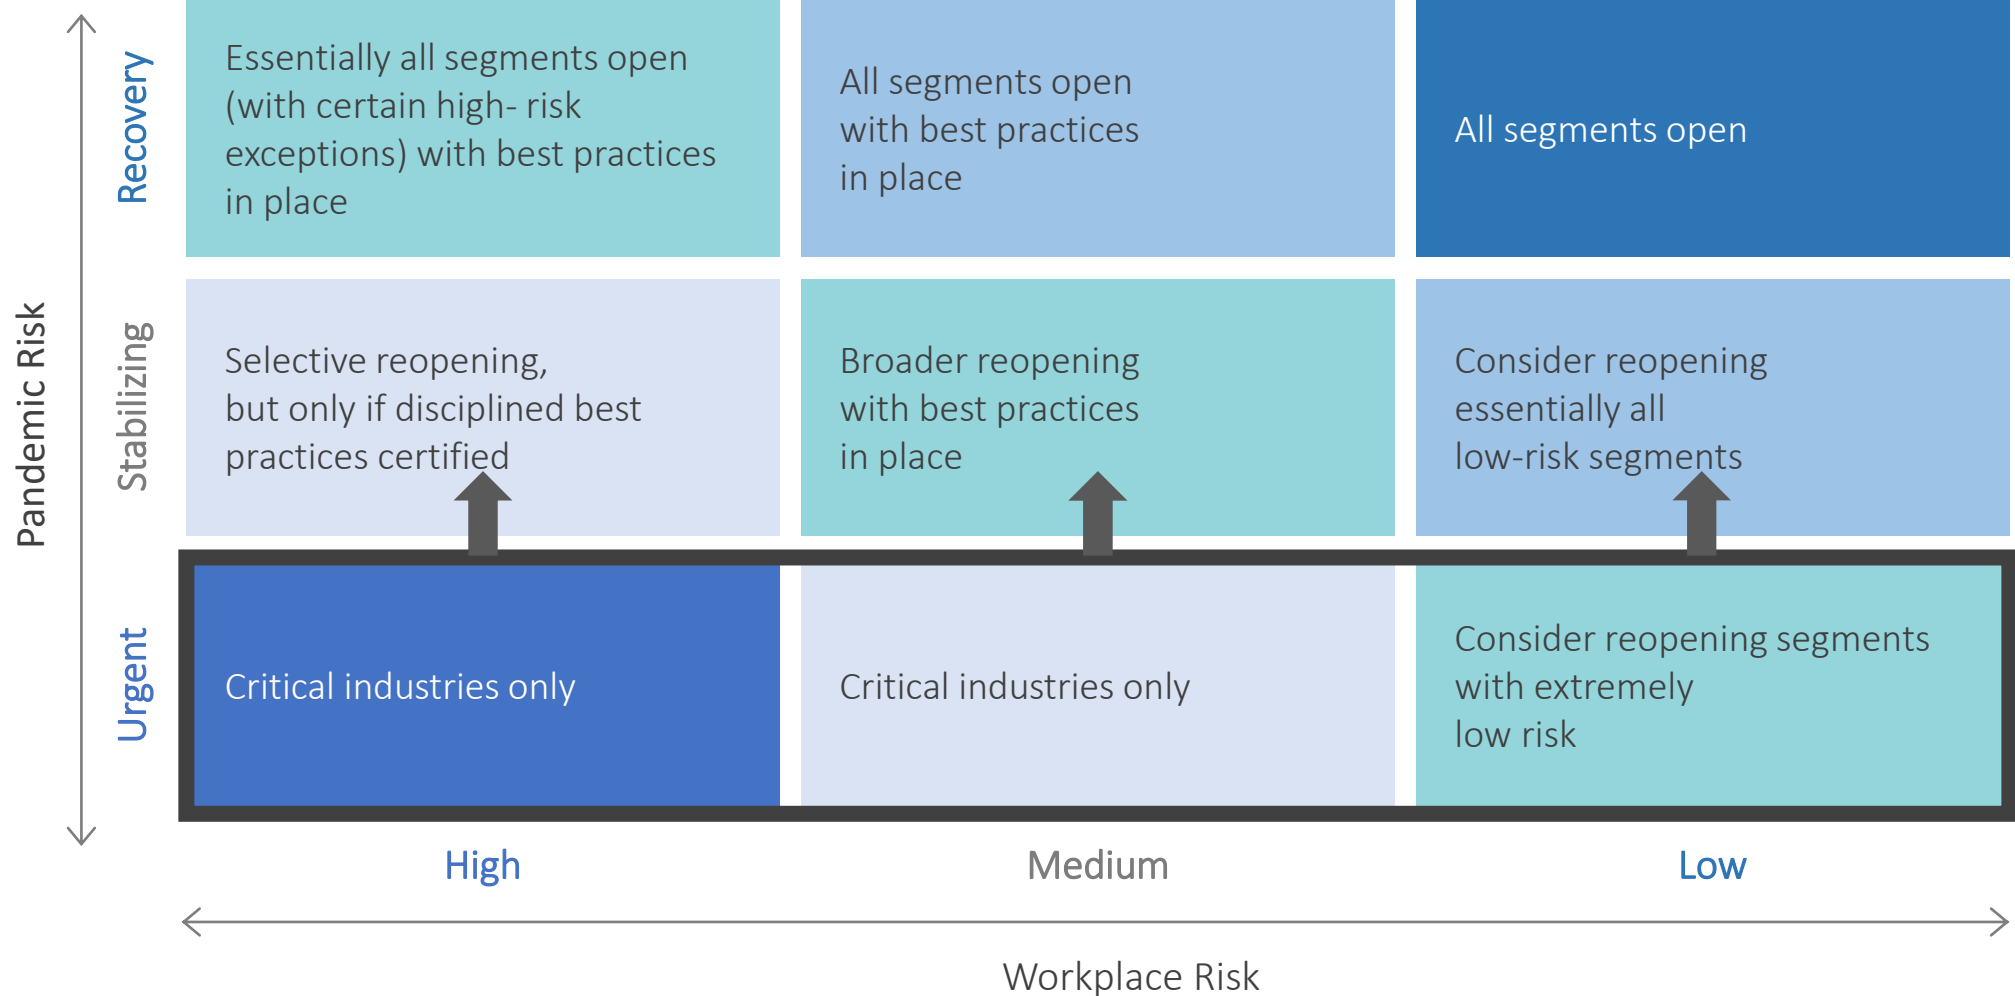 Pandemic Risk
Recovery
Essentially all segments open
(with certain high- risk
exceptions) with best practices
in place
All segments open
with best practices
in place
All segments open
Stabilizing
Selective reopening,
but only if disciplined best
practices certified
Broader reopening
with best practices
in place
Consider reopening
essentially all
low-risk segments
Urgent
Critical industries only
Critical industries only
Consider reopening segments
with extremely
low risk
High
Medium
Low
Workplace Risk